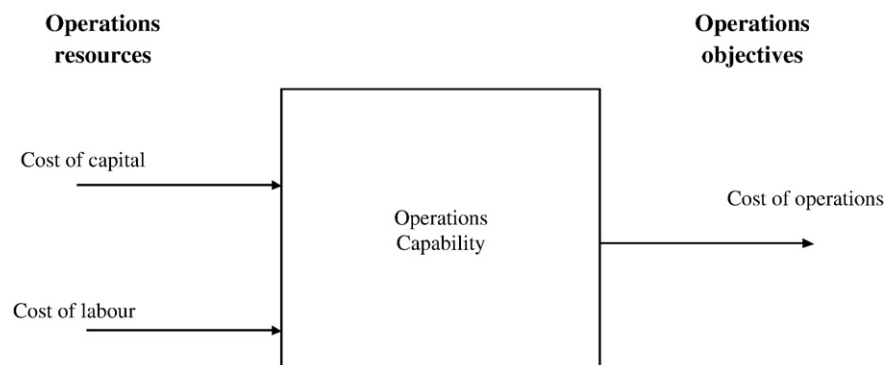 Operations
resources
Operations
objectives
Cost of capital
Cost of operations
Operations
Capability
Cost of labour